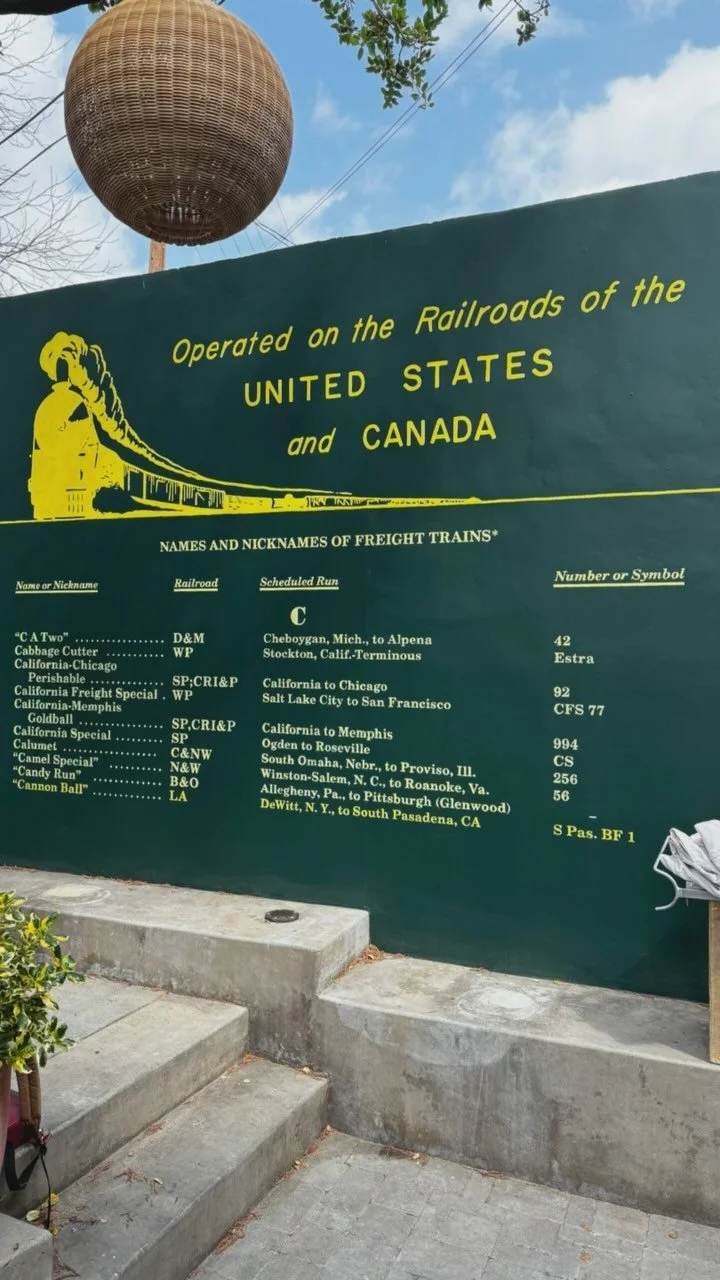 Operated on the Railroads of the
UNITED STATES
and CANADA
NAMES AND NICKNAMES OF FREIGHT TRAINS*
Name or Nickname Railroad Scheduled Run Number or Symbol
C
"C A Two" ................ D&M Cheboygan, Mich., to Alpena 42
Cabbage Cutter ........... WP Stockton, Calif.-Terminous Estra
California-Chicago
Perishable ............... SP;CRI&P California to Chicago 92
California Freight Special . WP Salt Lake City to San Francisco CFS 77
California-Memphis
Goldball ............... SP,CRI&P California to Memphis 994
California Special ........ SP Ogden to Roseville CS
Calumet ................. C&NW South Omaha, Nebr., to Proviso, Ill. 256
"Camel Special" .......... N&W Winston-Salem, N. C., to Roanoke, Va. 56
"Candy Run" ............ B&O Allegheny, Pa., to Pittsburgh (Glenwood) –
"Cannon Ball" ............ LA DeWitt, N. Y., to South Pasadena, CA S Pas. BF 1